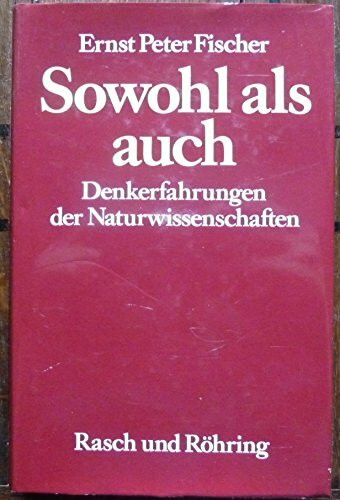 Ernst Peter Fischer
Sowohl als
auch
Denkerfahrungen
der Naturwissenschaften
Rasch und Röhring